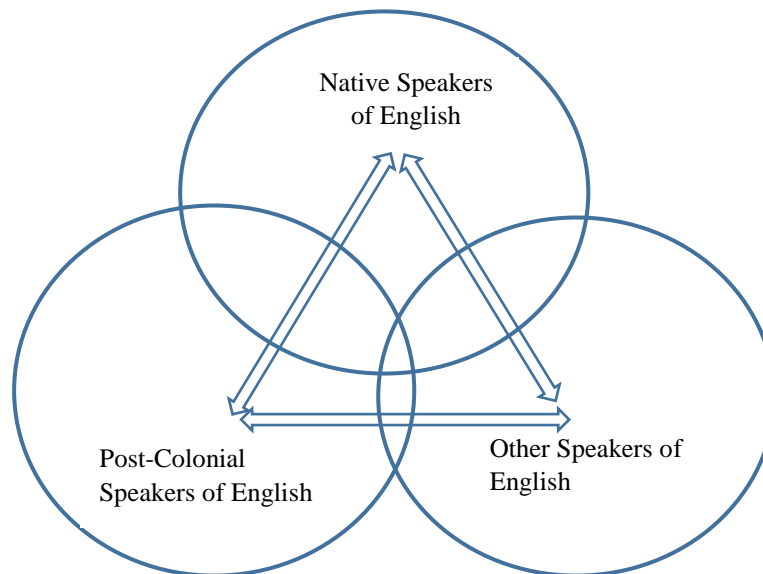 Native Speakers
of English
Post-Colonial
Speakers of English
Other Speakers of
English